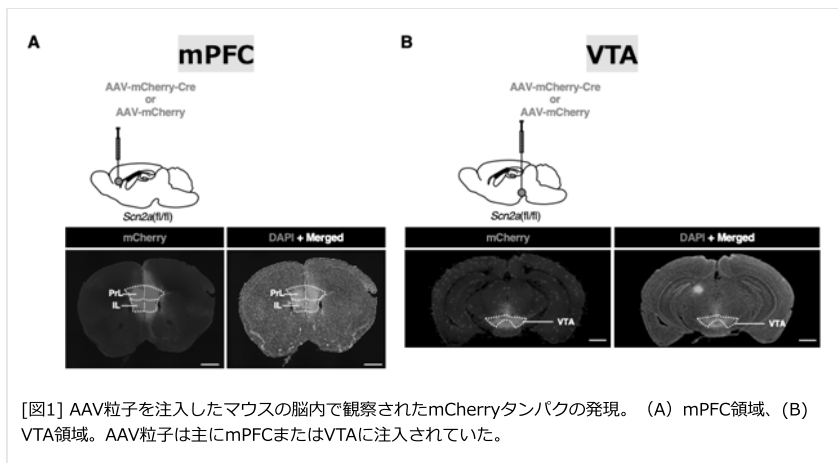 A
mPFC
AAV-mCherry-Cre
or
AAV-mCherry
Scn2a(fl/fl)
mCherry
DAPI + Merged
PrL
IL
PrL
IL
B
VTA
AAV-mCherry-Cre
or
AAV-mCherry
Scn2a(fl/fl)
mCherry
DAPI + Merged
VTA
VTA
[図1] AAV粒子を注入したマウスの脳内で観察されたmCherryタンパクの発現。（A）mPFC領域、(B)
VTA領域。AAV粒子は主にmPFCまたはVTAに注入されていた。